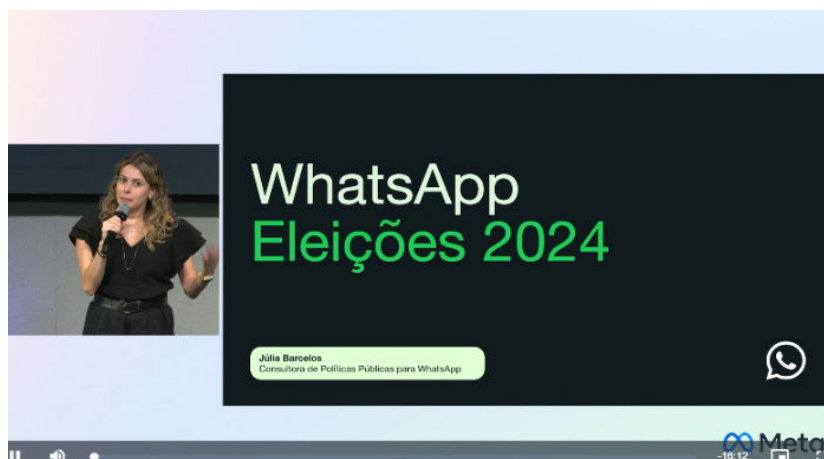 WhatsApp
Eleições 2024
Júlia Barcelos
Consultora de Políticas Públicas para WhatsApp
Meta
-16:12